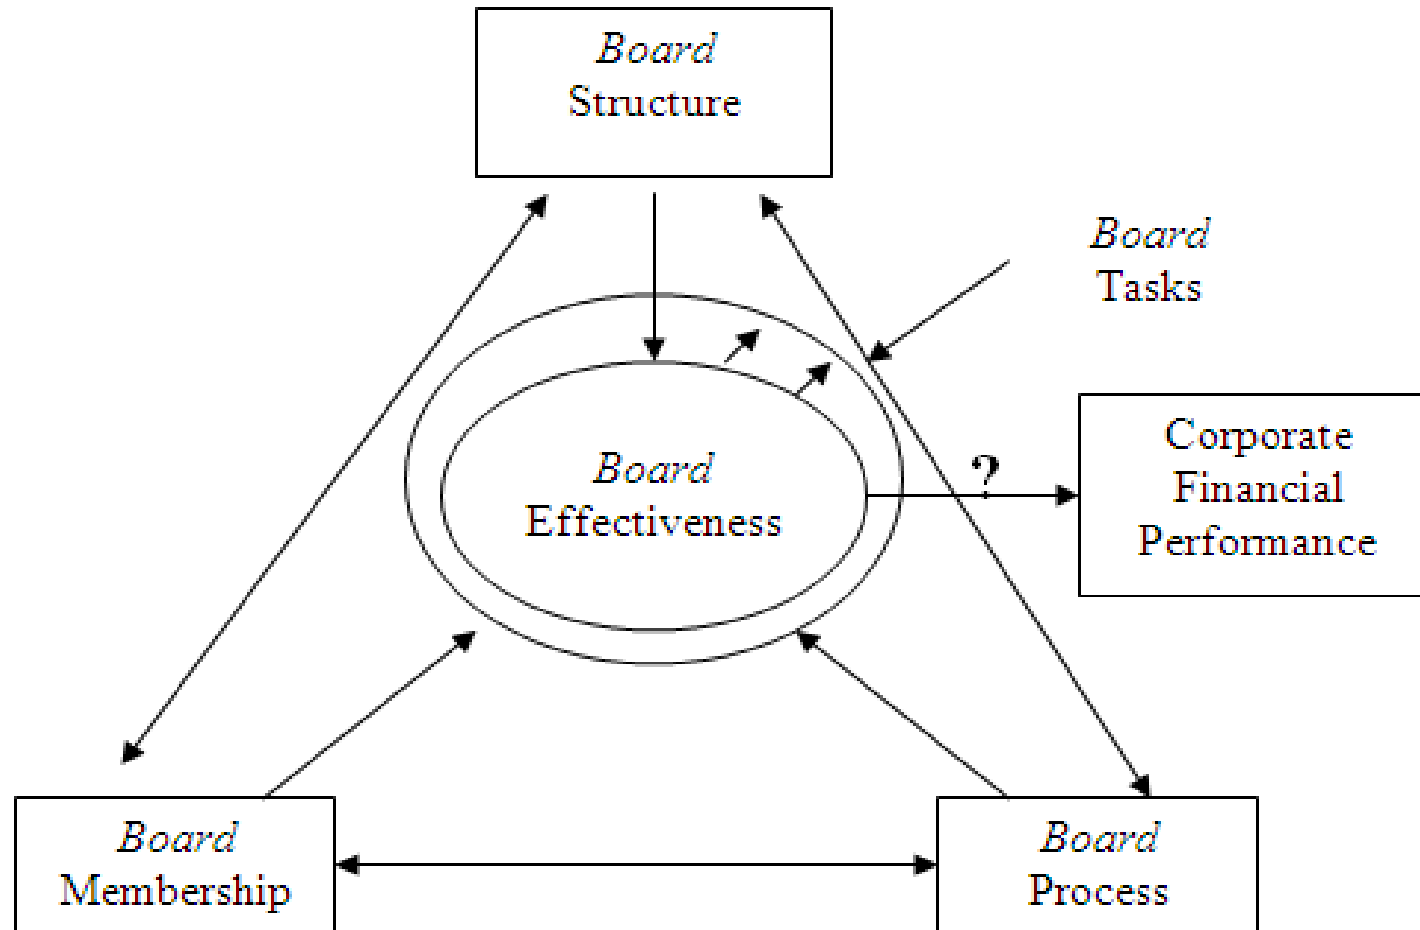 Board
Structure
Board
Tasks
Corporate
Financial
Performance
?
Board
Effectiveness
Board
Membership
Board
Process